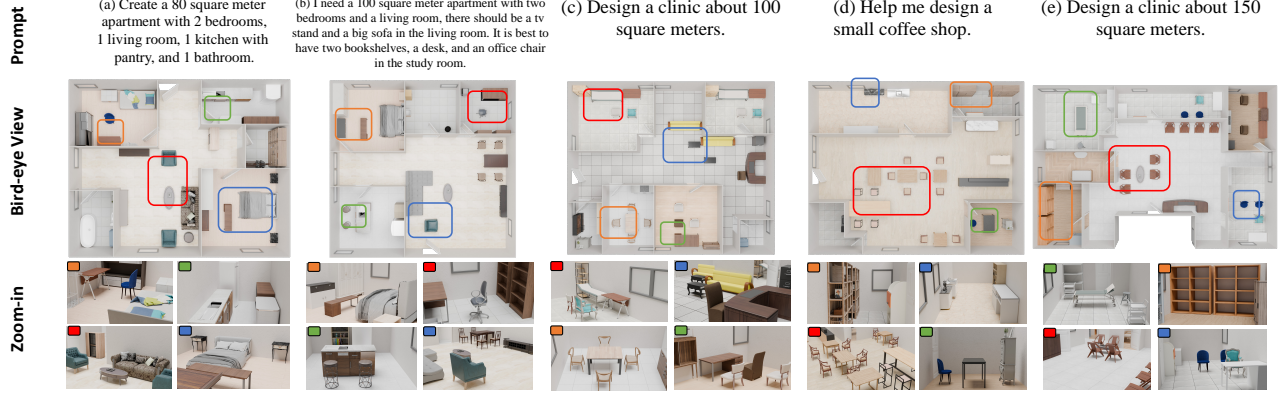 Prompt
(a) Create a 80 square meter
apartment with 2 bedrooms,
1 living room, 1 kitchen with
pantry, and 1 bathroom.
(b) I need a 100 square meter apartment with two
bedrooms and a living room, there should be a tv
stand and a big sofa in the living room. It is best to
have two bookshelves, a desk, and an office chair
in the study room.
(c) Design a clinic about 100
square meters.
(d) Help me design a
small coffee shop.
(e) Design a clinic about 150
square meters.
Bird-eye View
Zoom-in